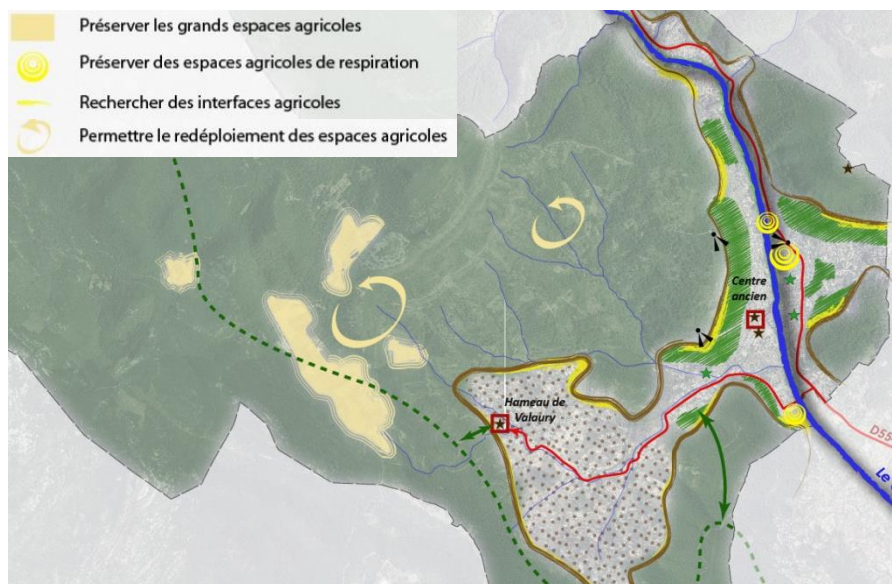 Préserver les grands espaces agricoles
Préserver des espaces agricoles de respiration
Rechercher des interfaces agricoles
Permettre le redéploiement des espaces agricoles
Centre
ancien
Hameau de
Valaury
Le